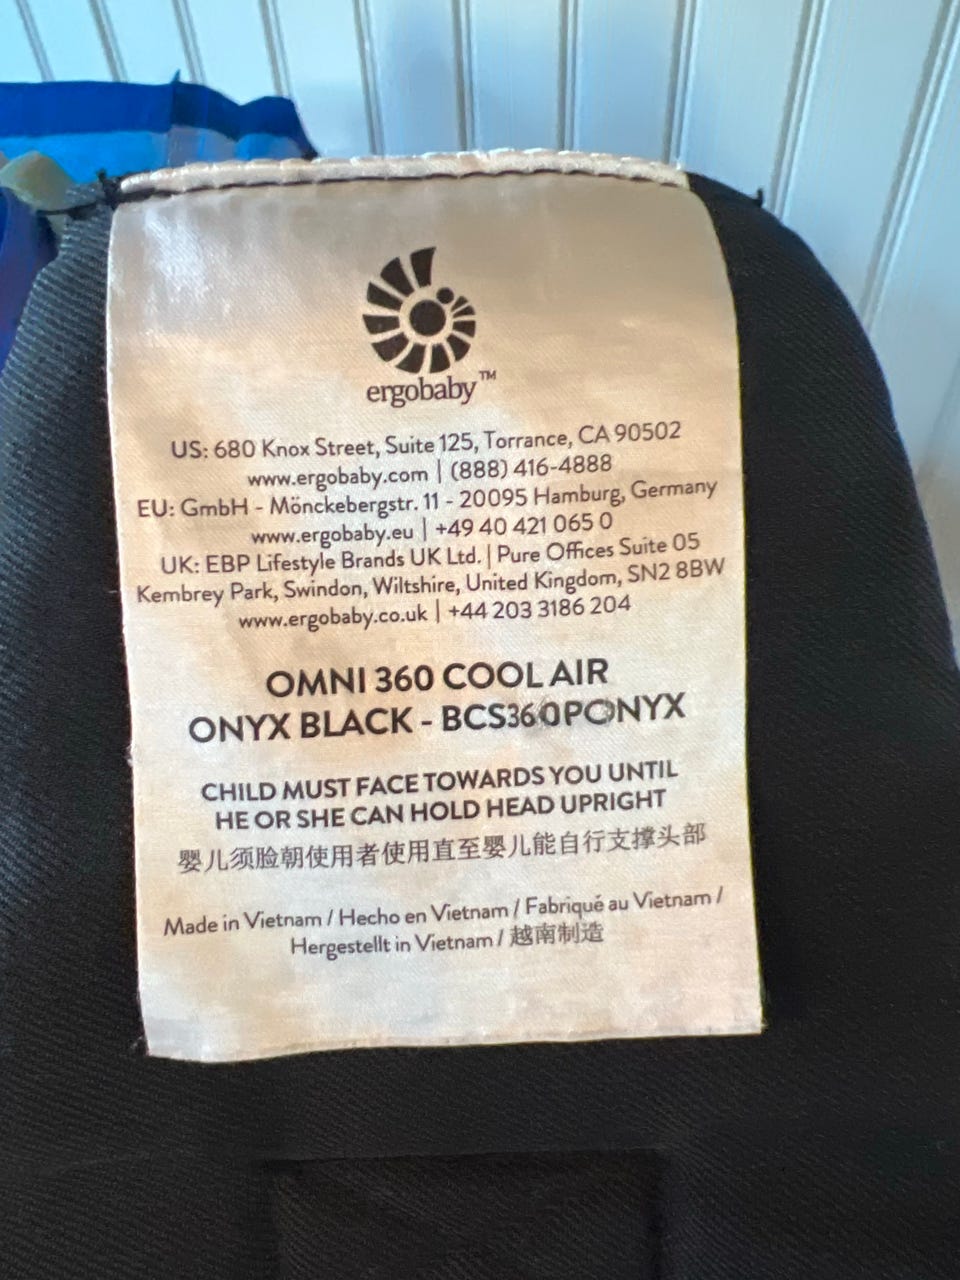 ergobaby™
US: 680 Knox Street, Suite 125, Torrance, CA 90502
www.ergobaby.com | (888) 416-4888
EU: GmbH - Mönckebergstr. 11 - 20095 Hamburg, Germany
www.ergobaby.eu | +49 40 421 065 0
UK: EBP Lifestyle Brands UK Ltd. | Pure Offices Suite 05
Kembrey Park, Swindon, Wiltshire, United Kingdom, SN2 8BW
www.ergobaby.co.uk | +44 203 3186 204
OMNI 360 COOL AIR
ONYX BLACK - BCS360PONYX
CHILD MUST FACE TOWARDS YOU UNTIL
HE OR SHE CAN HOLD HEAD UPRIGHT
婴儿须脸朝使用者使用直至婴儿能自行支撑头部
Made in Vietnam / Hecho en Vietnam / Fabriqué au Vietnam /
Hergestellt in Vietnam / 越南制造